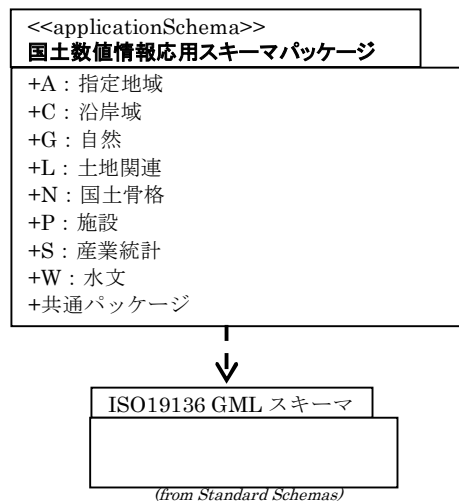 <<applicationSchema>>
国土数値情報応用スキーマパッケージ
+A：指定地域
+C：沿岸域
+G：自然
+L：土地関連
+N：国土骨格
+P：施設
+S：産業統計
+W：水文
+共通パッケージ
ISO19136 GML スキーマ
(from Standard Schemas)